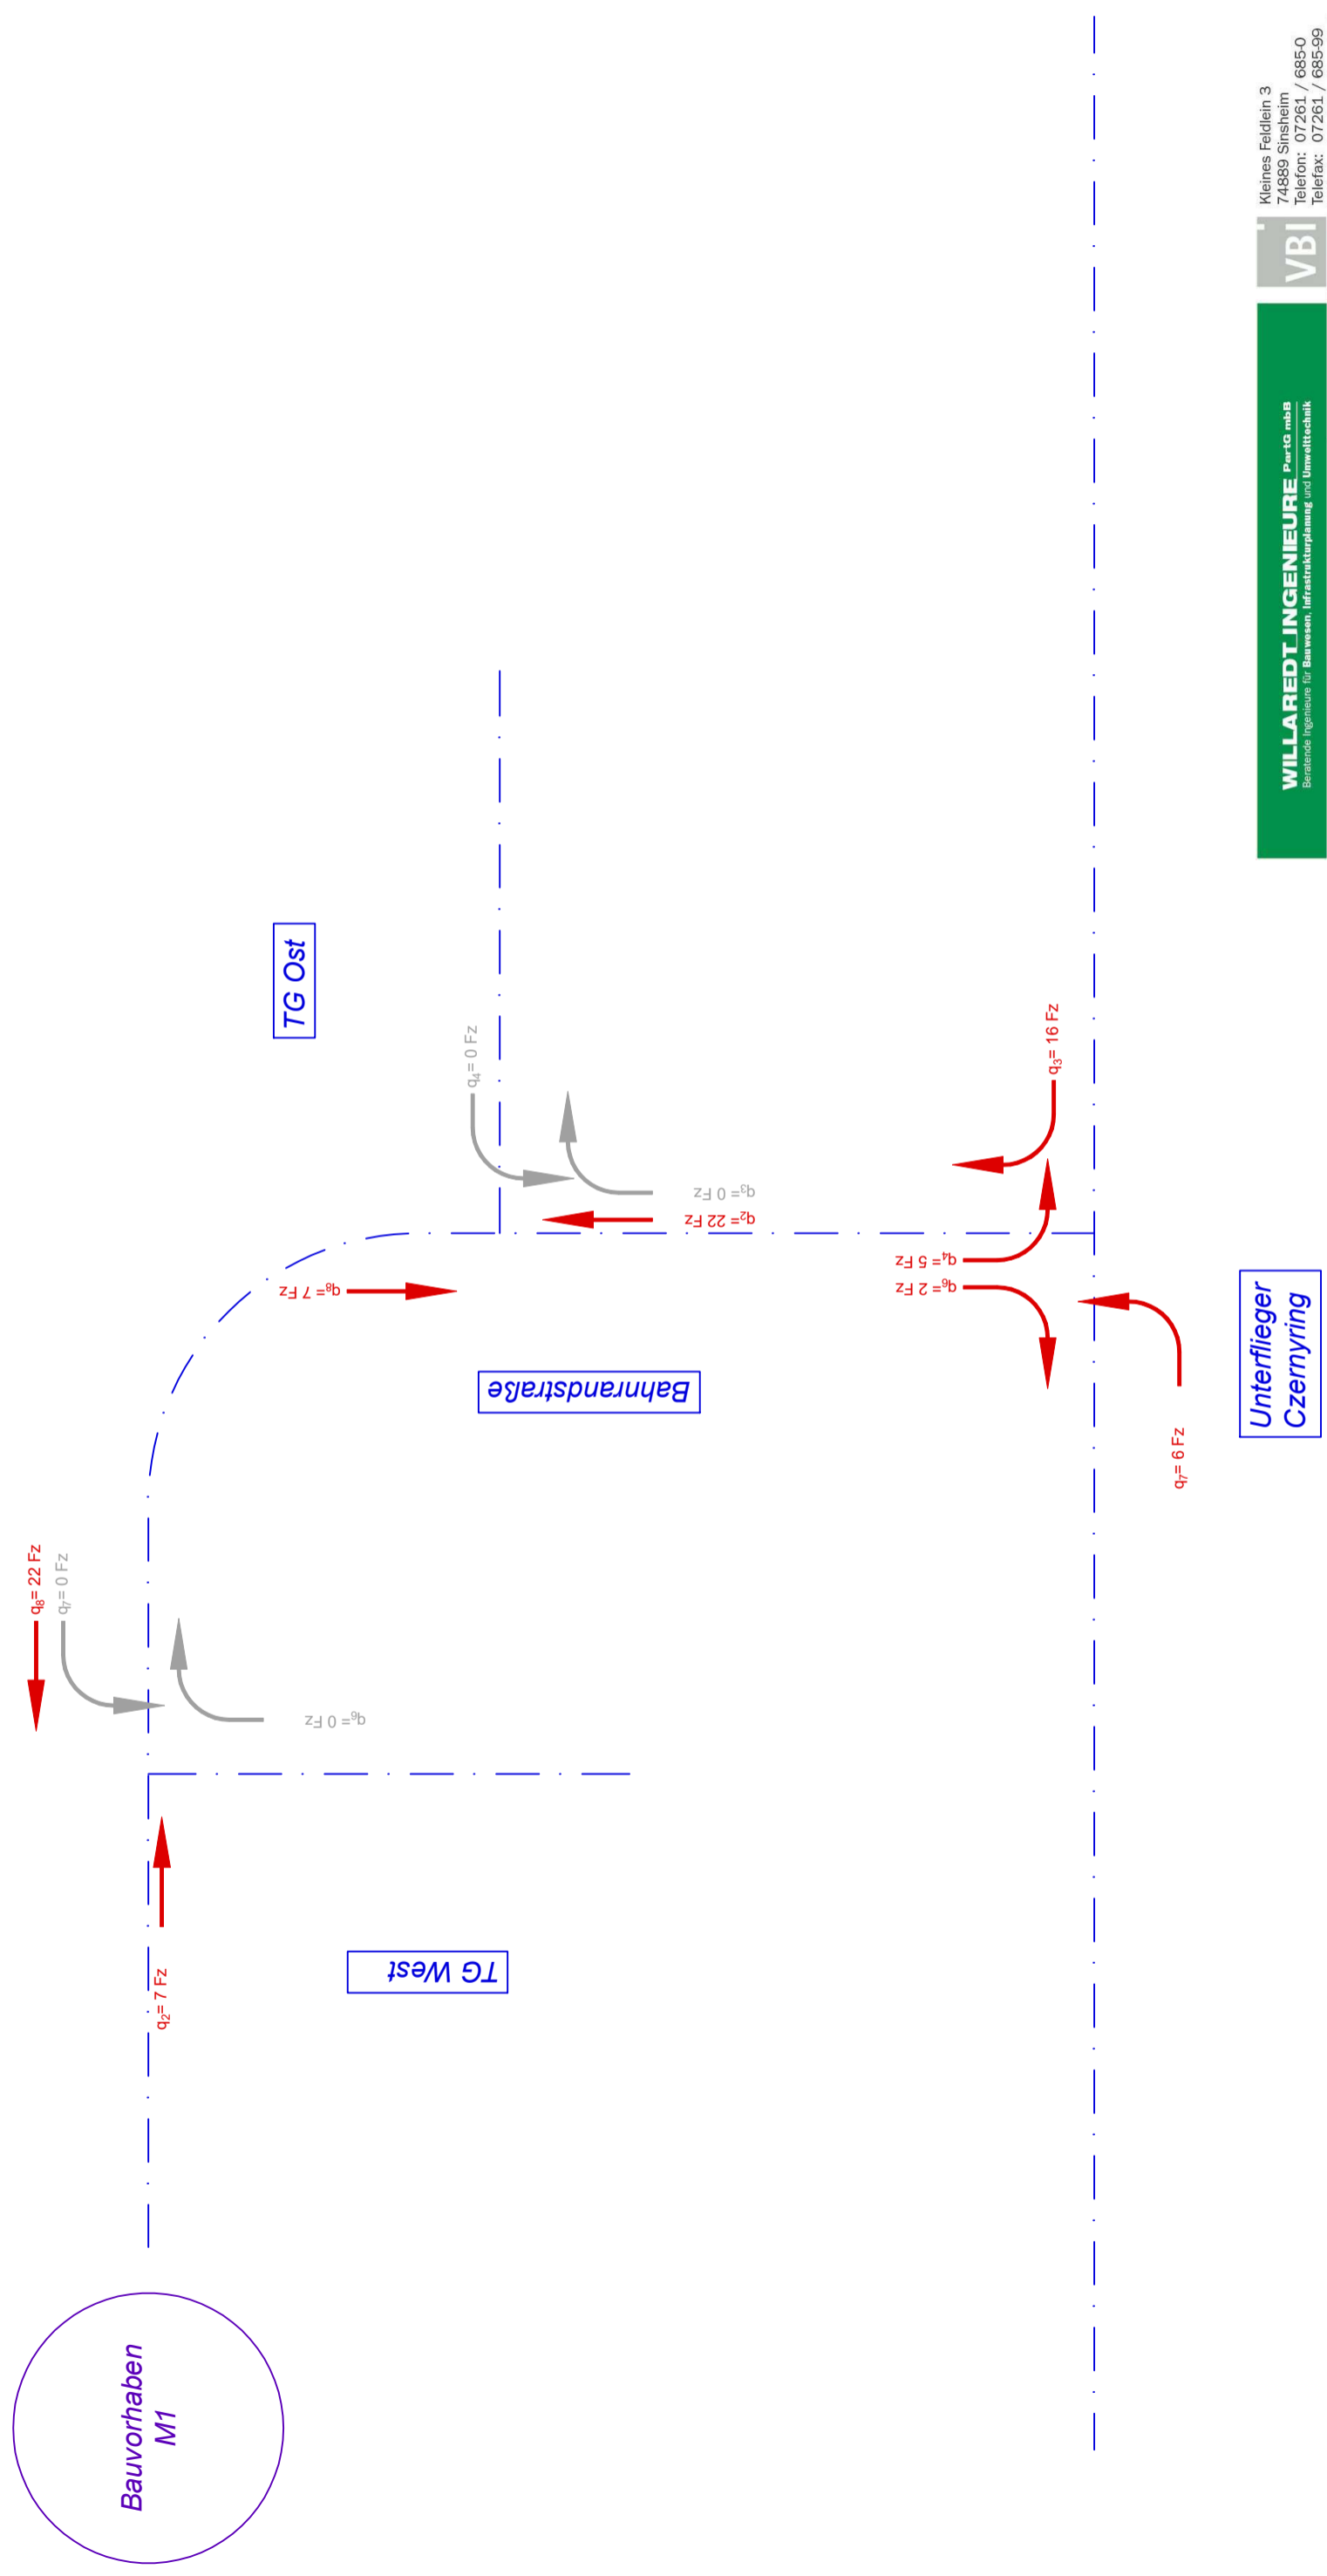 Bauvorhaben
M1
q₈= 22 Fz
q₇= 0 Fz
q₆= 0 Fz
q₂= 7 Fz
TG West
TG Ost
q₄= 0 Fz
q₃= 0 Fz
q₂= 22 Fz
q₈= 7 Fz
Bahnrandstraße
q₄= 5 Fz
q₆= 2 Fz
q₃= 16 Fz
q₇= 6 Fz
Unterflieger
Czernyring
WILLAREDT_INGENIEURE PartG mbB
Beratende Ingenieure für Bauwesen, Infrastrukturplanung und Umwelttechnik
VBI
Kleines Feldlein 3
74889 Sinsheim
Telefon: 07261 / 685-0
Telefax: 07261 / 685-99